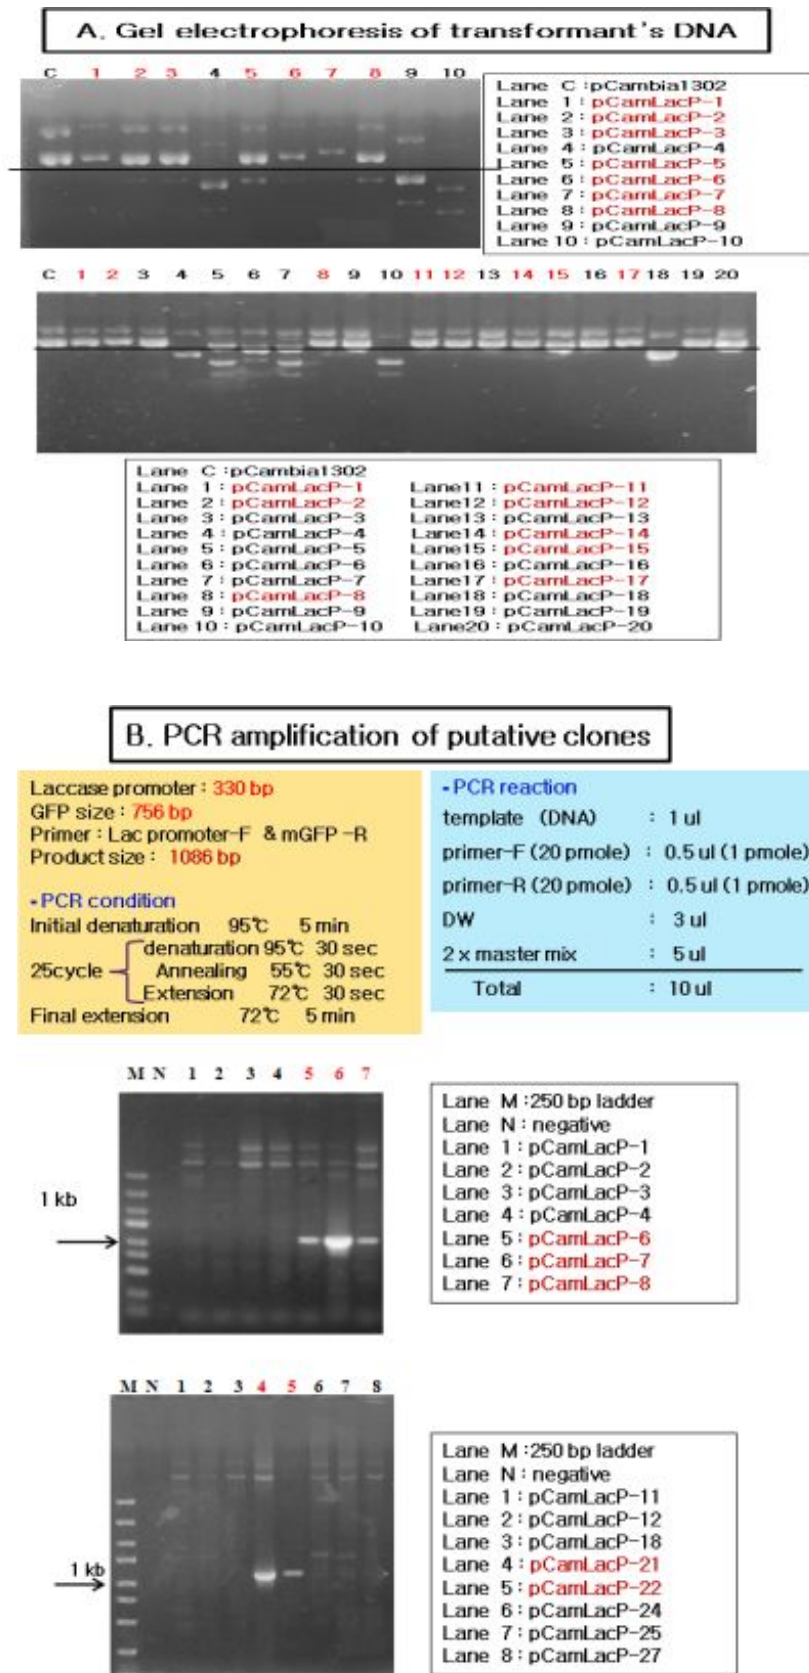 A. Gel electrophoresis of transformant's DNA
C 1 2 3 4 5 6 7 8 9 10
Lane C :pCambia1302
Lane 1 : pCamLacP-1
Lane 2 : pCamLacP-2
Lane 3 : pCamLacP-3
Lane 4 : pCamLacP-4
Lane 5 : pCamLacP-5
Lane 6 : pCamLacP-6
Lane 7 : pCamLacP-7
Lane 8 : pCamLacP-8
Lane 9 : pCamLacP-9
Lane 10 : pCamLacP-10
C 1 2 3 4 5 6 7 8 9 10 11 12 13 14 15 16 17 18 19 20
Lane C :pCambia1302
Lane 1 : pCamLacP-1 Lane11 : pCamLacP-11
Lane 2 : pCamLacP-2 Lane12 : pCamLacP-12
Lane 3 : pCamLacP-3 Lane13 : pCamLacP-13
Lane 4 : pCamLacP-4 Lane14 : pCamLacP-14
Lane 5 : pCamLacP-5 Lane15 : pCamLacP-15
Lane 6 : pCamLacP-6 Lane16 : pCamLacP-16
Lane 7 : pCamLacP-7 Lane17 : pCamLacP-17
Lane 8 : pCamLacP-8 Lane18 : pCamLacP-18
Lane 9 : pCamLacP-9 Lane19 : pCamLacP-19
Lane 10 : pCamLacP-10 Lane20 : pCamLacP-20
B. PCR amplification of putative clones
Laccase promoter : 330 bp
GFP size : 756 bp
Primer : Lac promoter-F & mGFP -R
Product size : 1086 bp
• PCR condition
Initial denaturation 95℃ 5 min
denaturation 95℃ 30 sec
25cycle Annealing 55℃ 30 sec
Extension 72℃ 30 sec
Final extension 72℃ 5 min
• PCR reaction
template (DNA) : 1 ul
primer-F (20 pmole) : 0.5 ul (1 pmole)
primer-R (20 pmole) : 0.5 ul (1 pmole)
DW : 3 ul
2 x master mix : 5 ul
Total : 10 ul
M N 1 2 3 4 5 6 7
1 kb
Lane M :250 bp ladder
Lane N : negative
Lane 1 : pCamLacP-1
Lane 2 : pCamLacP-2
Lane 3 : pCamLacP-3
Lane 4 : pCamLacP-4
Lane 5 : pCamLacP-6
Lane 6 : pCamLacP-7
Lane 7 : pCamLacP-8
M N 1 2 3 4 5 6 7 8
1 kb
Lane M :250 bp ladder
Lane N : negative
Lane 1 : pCamLacP-11
Lane 2 : pCamLacP-12
Lane 3 : pCamLacP-18
Lane 4 : pCamLacP-21
Lane 5 : pCamLacP-22
Lane 6 : pCamLacP-24
Lane 7 : pCamLacP-25
Lane 8 : pCamLacP-27